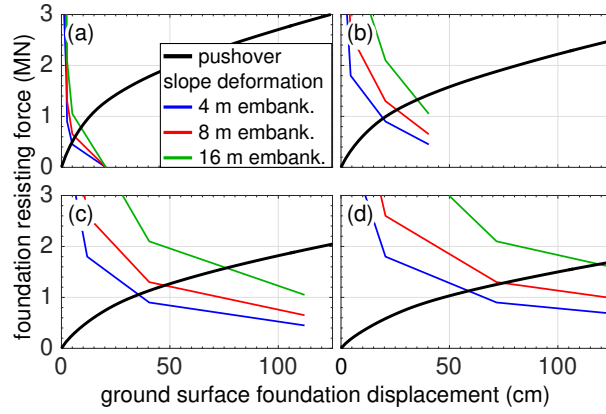 foundation resisting force (MN)
3
2
1
0
(a)
pushover
slope deformation
4 m embank.
8 m embank.
16 m embank.
(b)
3
2
1
0
(c)
(d)
0 50 100 0 50 100
ground surface foundation displacement (cm)